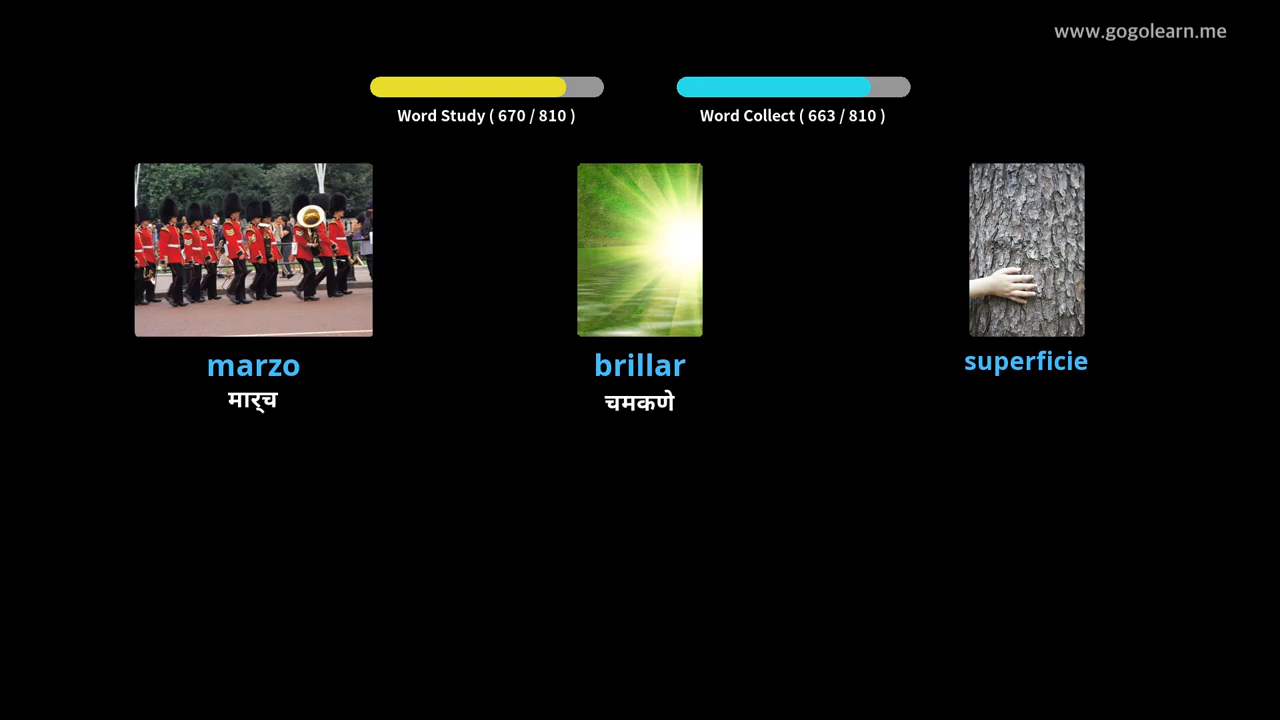 www.gogolearn.me
Word Study ( 670 / 810 )
Word Collect ( 663 / 810 )
marzo
मार्च
brillar
चमकणे
superficie